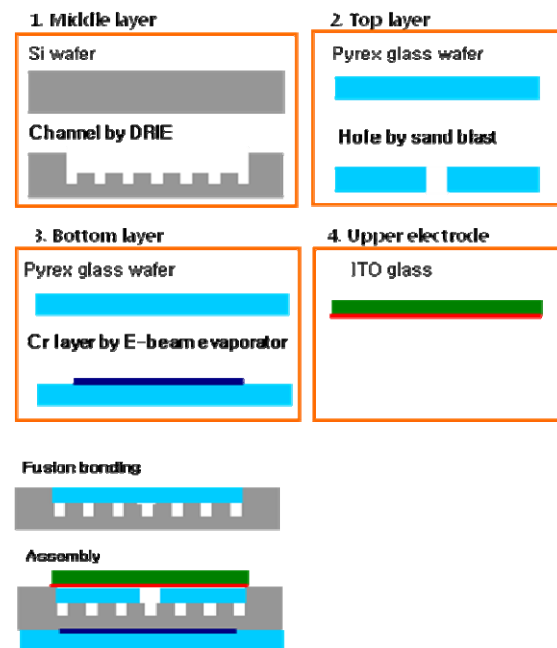 1. Middle layer
Si wafer
Channel by DRIE
2. Top layer
Pyrex glass wafer
Hole by sand blast
3. Bottom layer
Pyrex glass wafer
Cr layer by E-beam evaporator
4. Upper electrode
ITO glass
Fusion bonding
Assembly